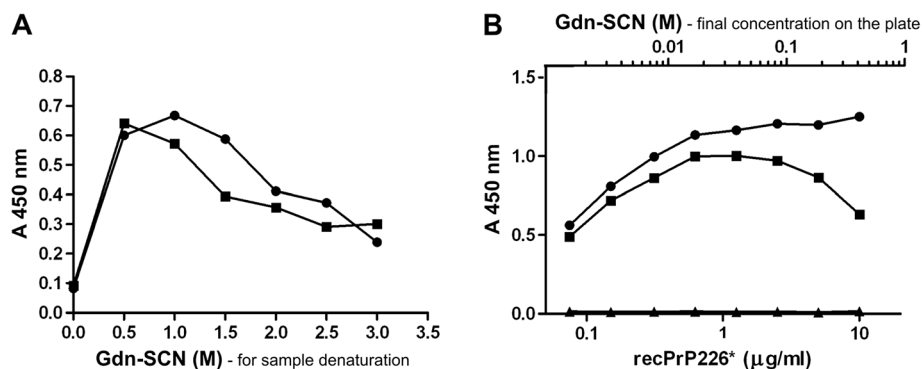 A
A 450 nm
0.8
0.7
0.6
0.5
0.4
0.3
0.2
0.1
0.0
0.0 0.5 1.0 1.5 2.0 2.5 3.0 3.5
Gdn-SCN (M) - for sample denaturation
B
Gdn-SCN (M) - final concentration on the plate
0.01 0.1 1
A 450 nm
1.5
1.0
0.5
0.0
0.1 1 10
recPrP226* (µg/ml)